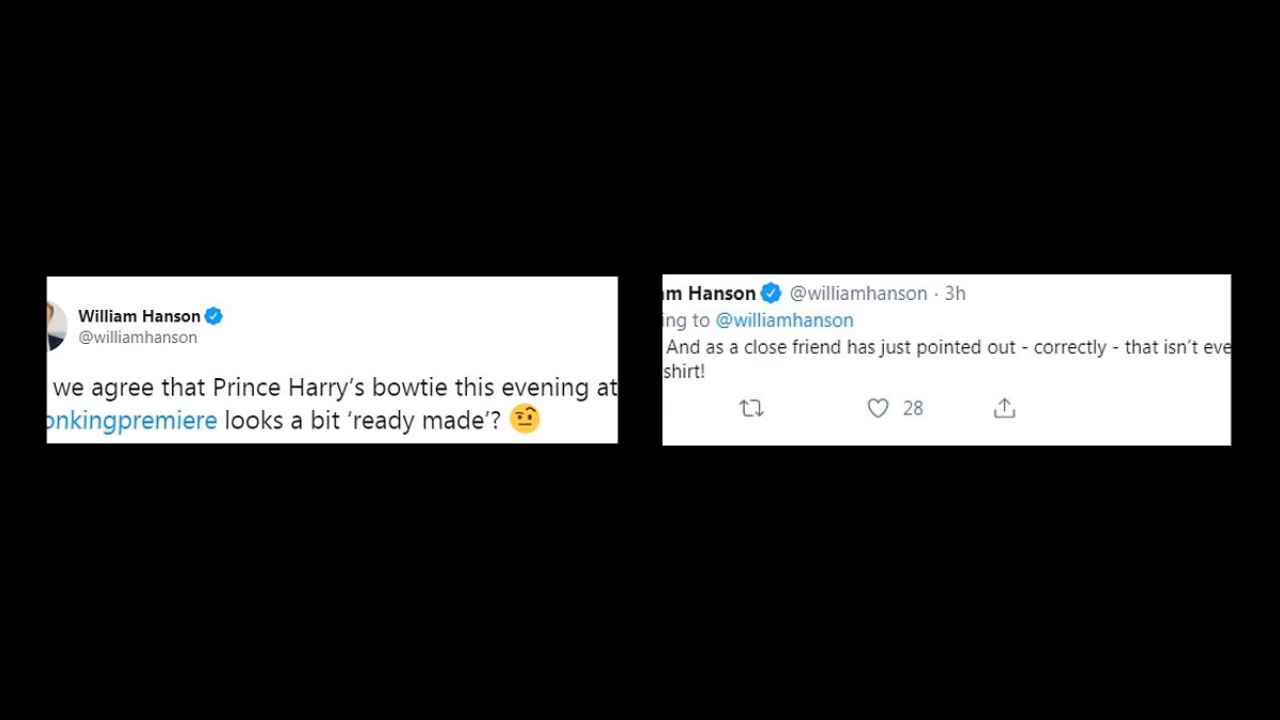 William Hanson
@williamhanson
we agree that Prince Harry’s bowtie this evening at
onkingpremiere looks a bit ‘ready made’? 🤨
m Hanson @williamhanson · 3h
ing to @williamhanson
And as a close friend has just pointed out - correctly - that isn’t eve
shirt!
28